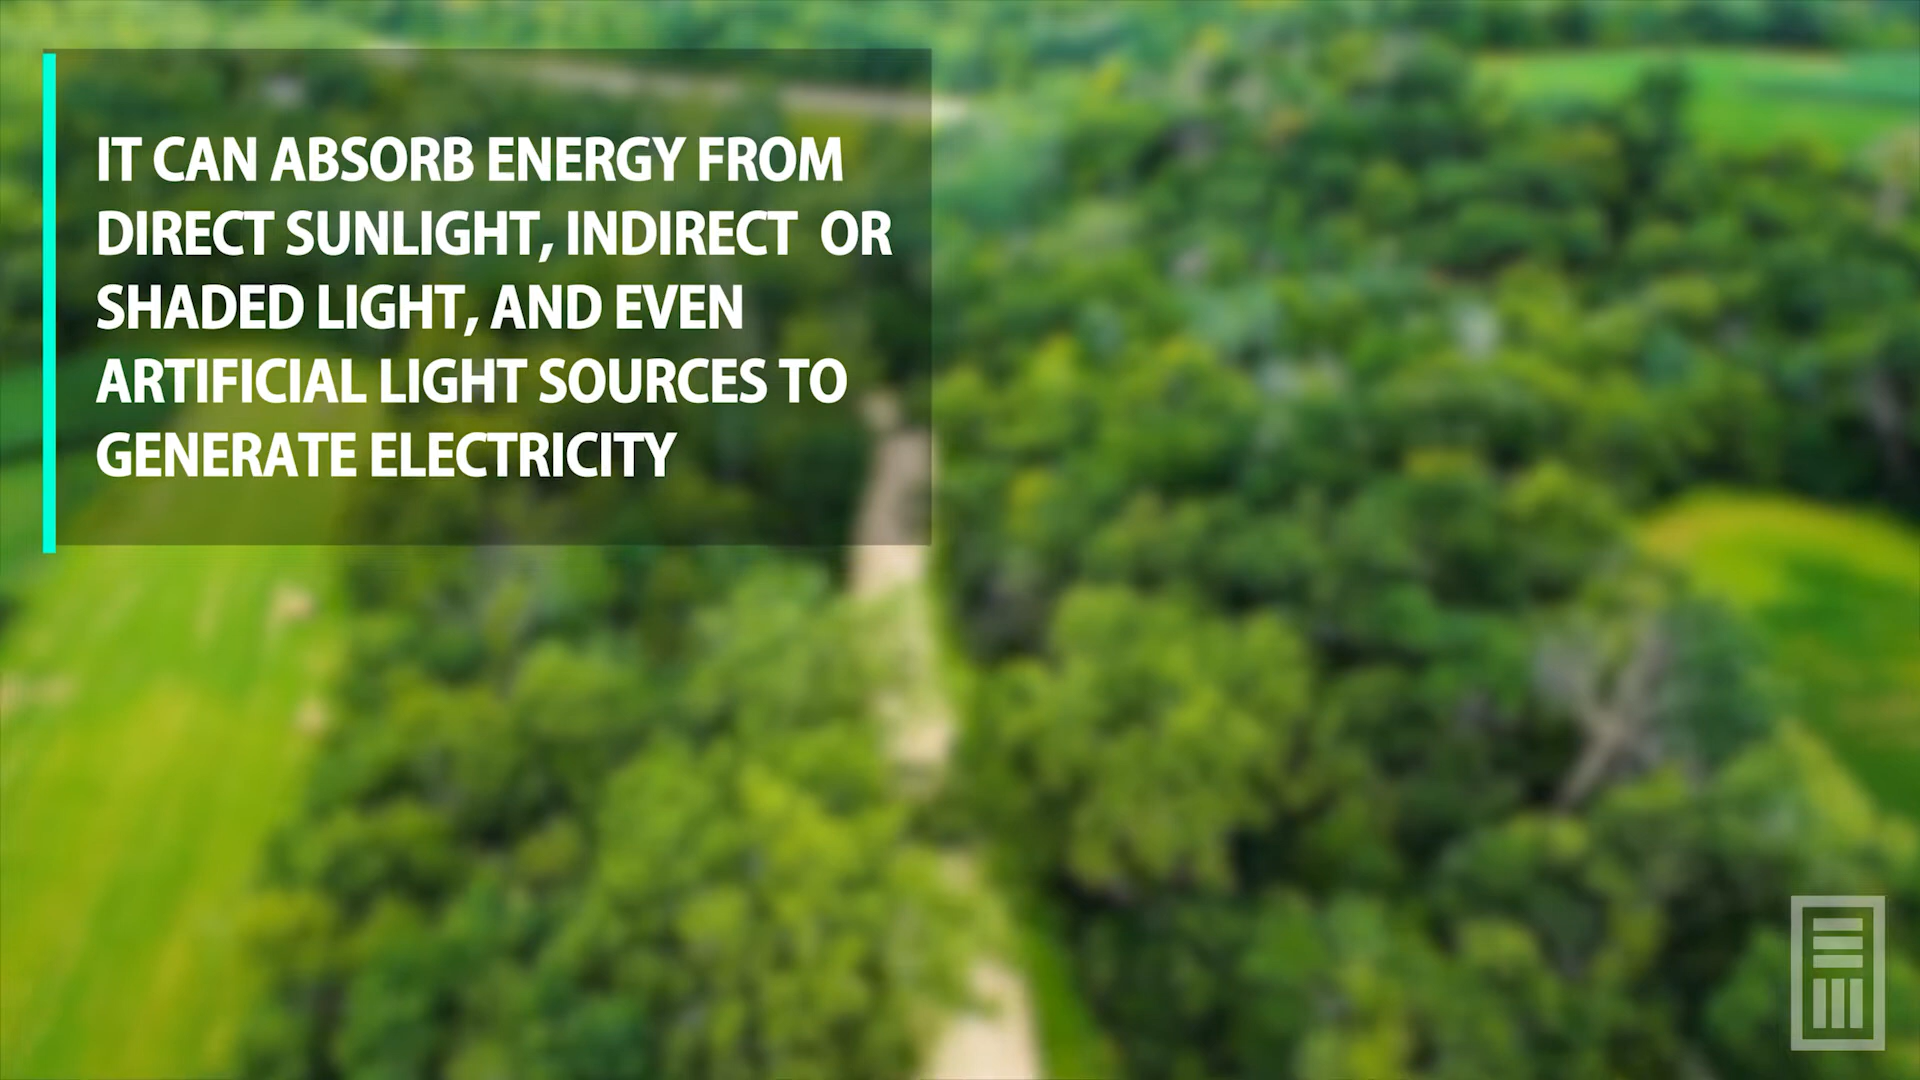 IT CAN ABSORB ENERGY FROM
DIRECT SUNLIGHT, INDIRECT  OR
SHADED LIGHT, AND EVEN
ARTIFICIAL LIGHT SOURCES TO
GENERATE ELECTRICITY